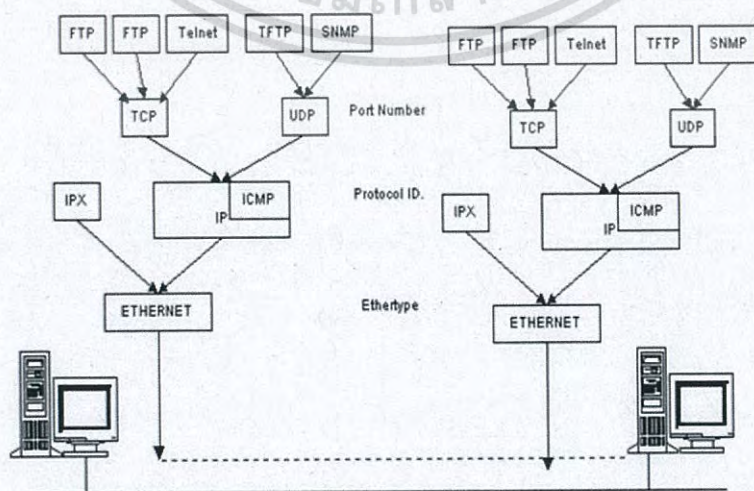 FTP FTP Telnet TFTP SNMP
FTP FTP Telnet TFTP SNMP
TCP UDP Port Number
TCP UDP
IPX ICMP IP Protocol ID.
IPX ICMP IP
ETHERNET Ethertype
ETHERNET